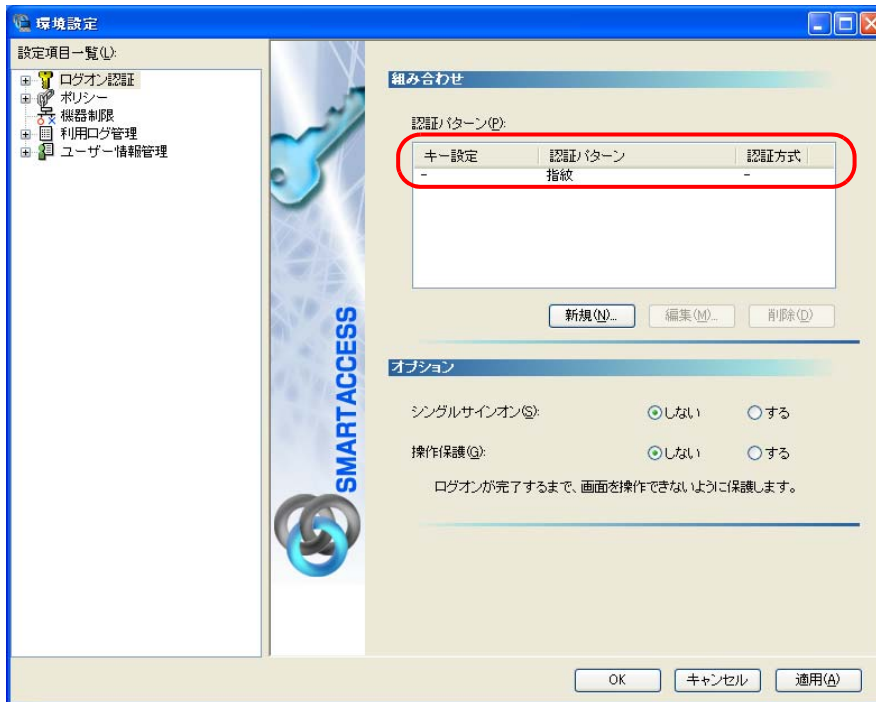 環境設定
設定項目一覧(L):
ログオン認証
ポリシー
機器制限
利用ログ管理
ユーザー情報管理
SMARTACCESS
組み合わせ
認証パターン(P):
キー設定 認証パターン 認証方式
- 指紋 -
新規(N)... 編集(M)... 削除(D)
オプション
シングルサインオン(S): しない する
操作保護(G): しない する
ログオンが完了するまで、画面を操作できないように保護します。
OK キャンセル 適用(A)